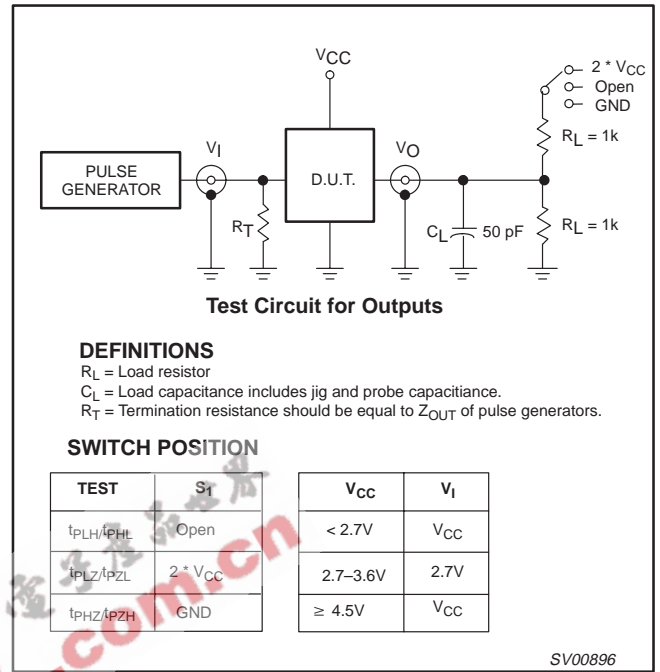 VCC
2 * VCC
Open
GND
RL = 1k
VI
VO
PULSE
GENERATOR
D.U.T.
RT
CL
50 pF
RL = 1k
Test Circuit for Outputs
DEFINITIONS
RL = Load resistor
CL = Load capacitance includes jig and probe capacitiance.
RT = Termination resistance should be equal to ZOUT of pulse generators.
SWITCH POSITION
TEST S1
tPLH/tPHL Open
tPLZ/tPZL 2 * VCC
tPHZ/tPZH GND
VCC VI
< 2.7V VCC
2.7–3.6V 2.7V
≥ 4.5V VCC
.com.cn
SV00896